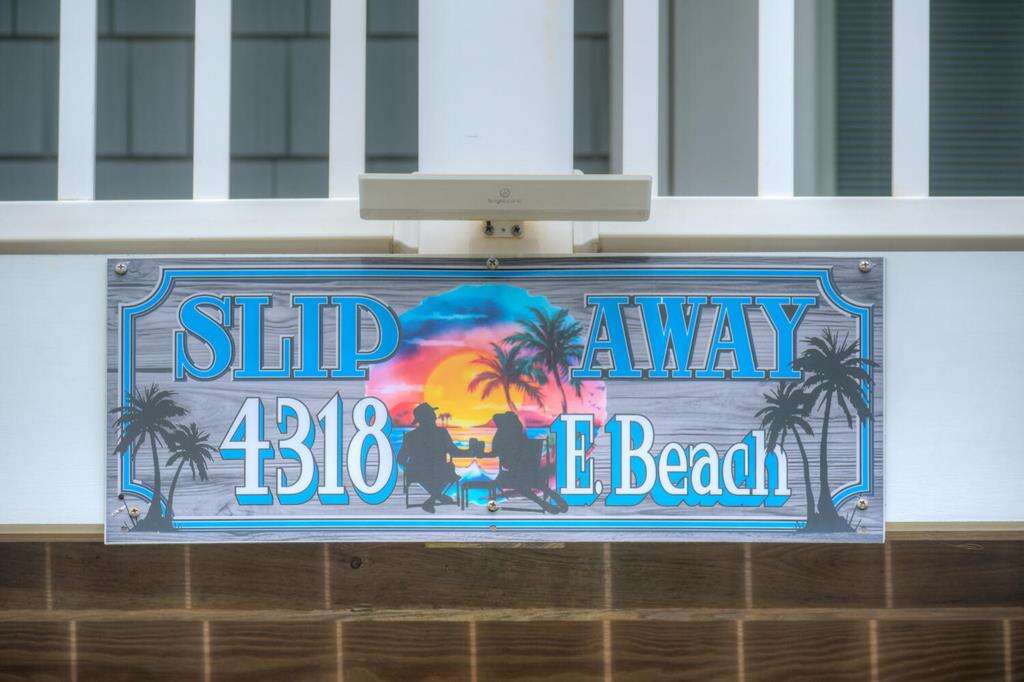 SLIP AWAY
4318 E. Beach